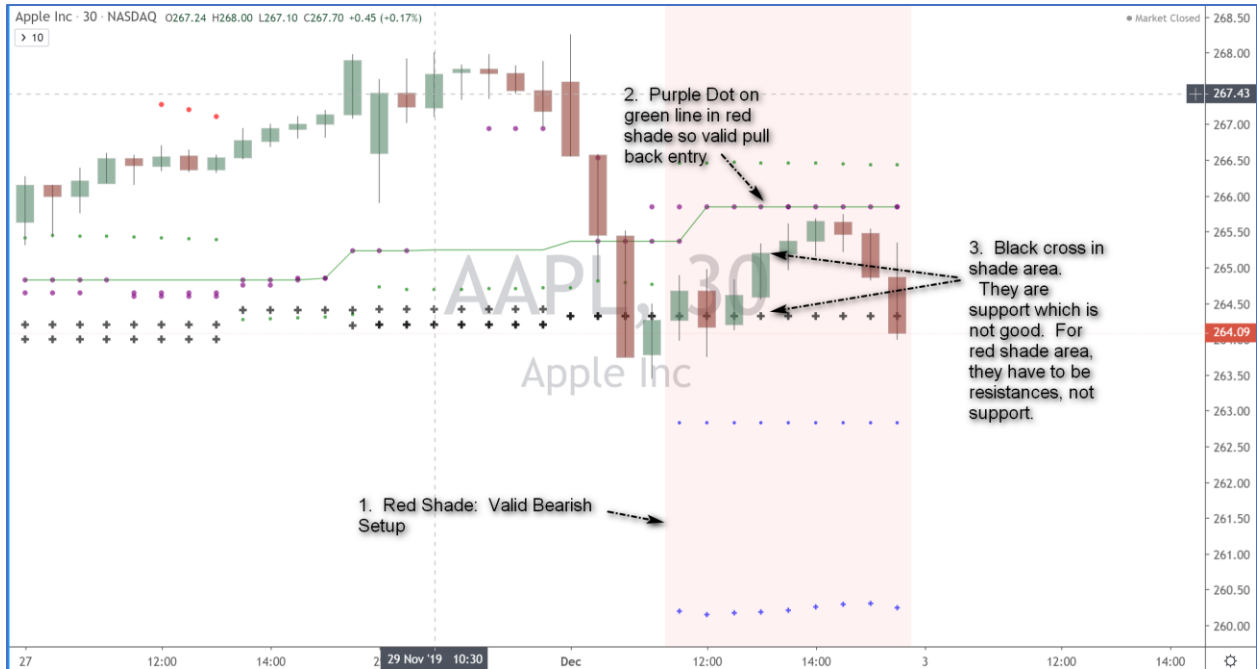 Apple Inc · 30 · NASDAQ O267.24 H268.00 L267.10 C267.70 +0.45 (+0.17%)
Market Closed
10
268.50
268.00
267.43
267.00
266.50
266.00
265.50
265.00
264.50
264.09
263.50
263.00
262.50
262.00
261.50
261.00
260.50
260.00
2. Purple Dot on
green line in red
shade so valid pull
back entry
3. Black cross in
shade area.
They are
support which is
not good. For
red shade area,
they have to be
resistances, not
support.
AAPL, 30
Apple Inc
1. Red Shade: Valid Bearish
Setup
27
12:00
14:00
29 Nov '19 10:30
Dec
12:00
14:00
3
12:00
14:00